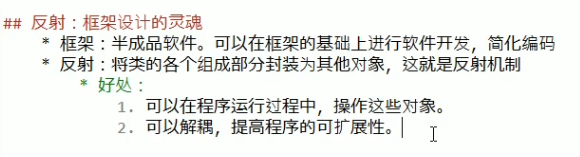 ## 反射：框架设计的灵魂
* 框架：半成品软件。可以在框架的基础上进行软件开发，简化编码
* 反射：将类的各个组成部分封装为其他对象，这就是反射机制
* 好处：
1. 可以在程序运行过程中，操作这些对象。
2. 可以解耦，提高程序的可扩展性。